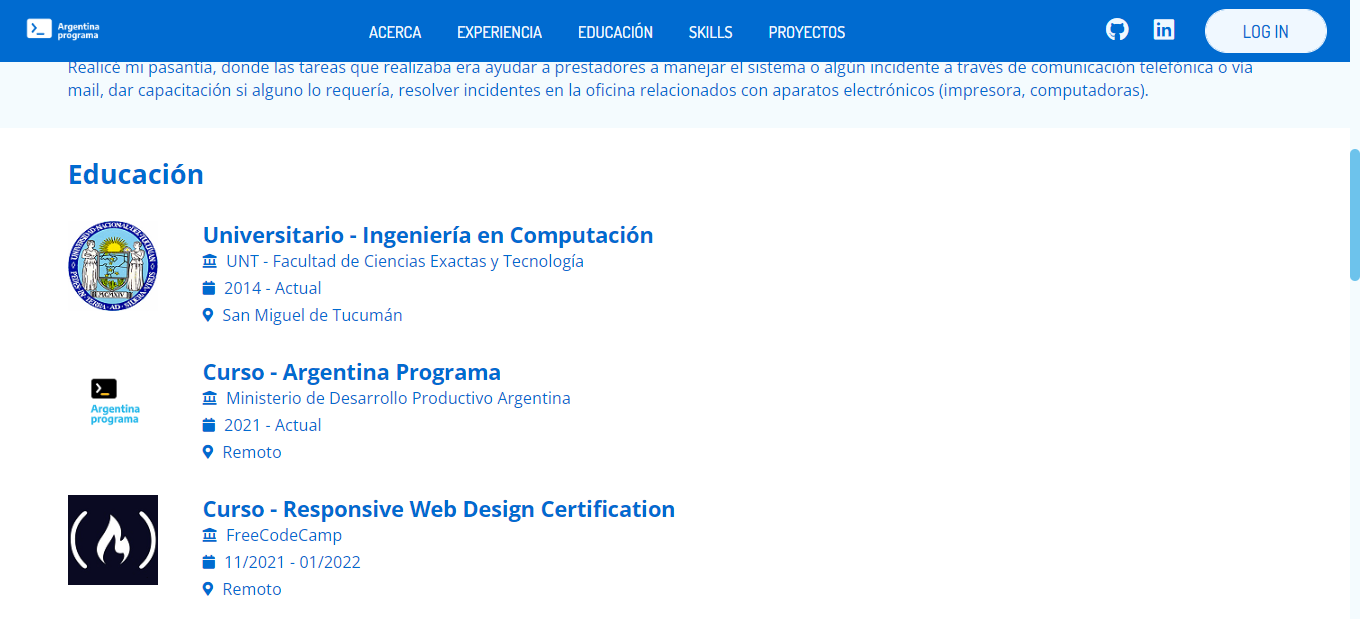 Argentina
programa
ACERCA
EXPERIENCIA
EDUCACIÓN
SKILLS
PROYECTOS
LOG IN
Realicé mi pasantía, donde las tareas que realizaba era ayudar a prestadores a manejar el sistema o algún incidente a través de comunicación telefónica o vía
mail, dar capacitación si alguno lo requería, resolver incidentes en la oficina relacionados con aparatos electrónicos (impresora, computadoras).
Educación
Universitario - Ingeniería en Computación
UNT - Facultad de Ciencias Exactas y Tecnología
2014 - Actual
San Miguel de Tucumán
Argentina
programa
Curso - Argentina Programa
Ministerio de Desarrollo Productivo Argentina
2021 - Actual
Remoto
Curso - Responsive Web Design Certification
FreeCodeCamp
11/2021 - 01/2022
Remoto